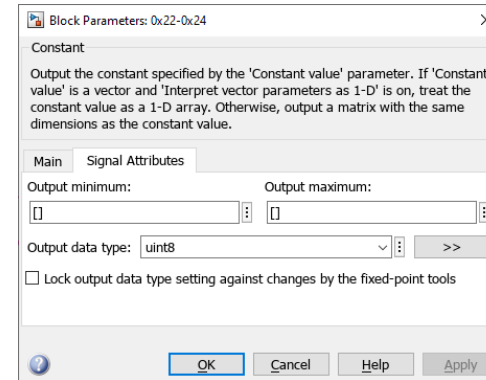 Block Parameters: 0x22-0x24
Constant
Output the constant specified by the 'Constant value' parameter. If 'Constant
value' is a vector and 'Interpret vector parameters as 1-D' is on, treat the
constant value as a 1-D array. Otherwise, output a matrix with the same
dimensions as the constant value.
Main Signal Attributes
Output minimum: Output maximum:
[] []
Output data type: uint8 >>
Lock output data type setting against changes by the fixed-point tools
OK Cancel Help Apply